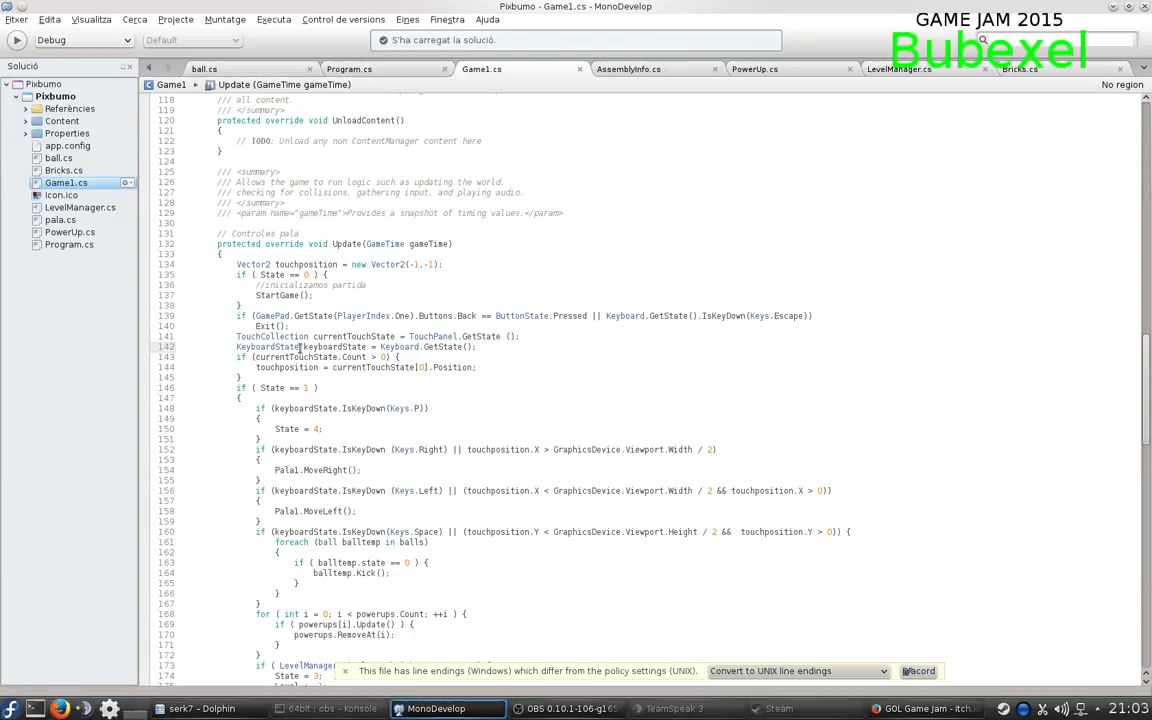 Pixbumo – Game1.cs – MonoDevelop
GAME JAM 2015
Bubexel
Fitxer Edita Visualitza Cerca Projecte Muntatge Executa Control de versions Eines Finestra Ajuda
Debug Default S'ha carregat la solució.
Solució ball.cs Program.cs Game1.cs AssemblyInfo.cs PowerUp.cs LevelManager.cs Bricks.cs
Game1 Update (GameTime gameTime) No region
Pixbumo
Pixbumo
Referències
Content
Properties
app.config
ball.cs
Bricks.cs
Game1.cs
Icon.ico
LevelManager.cs
pala.cs
PowerUp.cs
Program.cs
118 /// all content.
119 /// </summary>
120 protected override void UnloadContent()
121 {
122 // TODO: Unload any non ContentManager content here
123 }
124
125 /// <summary>
126 /// Allows the game to run logic such as updating the world,
127 /// checking for collisions, gathering input, and playing audio.
128 /// </summary>
129 /// <param name="gameTime">Provides a snapshot of timing values.</param>
130
131 // Controles pala
132 protected override void Update(GameTime gameTime)
133 {
134 Vector2 touchposition = new Vector2(-1,-1);
135 if ( State == 0 ) {
136 //inicializamos partida
137 StartGame();
138 }
139 if (GamePad.GetState(PlayerIndex.One).Buttons.Back == ButtonState.Pressed || Keyboard.GetState().IsKeyDown(Keys.Escape))
140 Exit();
141 TouchCollection currentTouchState = TouchPanel.GetState ();
142 KeyboardState keyboardState = Keyboard.GetState();
143 if (currentTouchState.Count > 0) {
144 touchposition = currentTouchState[0].Position;
145 }
146 if ( State == 1 )
147 {
148 if (keyboardState.IsKeyDown(Keys.P))
149 {
150 State = 4;
151 }
152 if (keyboardState.IsKeyDown (Keys.Right) || touchposition.X > GraphicsDevice.Viewport.Width / 2)
153 {
154 Pala1.MoveRight();
155 }
156 if (keyboardState.IsKeyDown (Keys.Left) || (touchposition.X < GraphicsDevice.Viewport.Width / 2 && touchposition.X > 0))
157 {
158 Pala1.MoveLeft();
159 }
160 if (keyboardState.IsKeyDown(Keys.Space) || (touchposition.Y < GraphicsDevice.Viewport.Height / 2 && touchposition.Y > 0)) {
161 foreach (ball balltemp in balls)
162 {
163 if ( balltemp.state == 0 ) {
164 balltemp.Kick();
165 }
166 }
167 }
168 for ( int i = 0; i < powerups.Count; ++i ) {
169 if ( powerups[i].Update() ) {
170 powerups.RemoveAt(i);
171 }
172 }
173 if ( LevelManager
174 State = 3;
This file has line endings (Windows) which differ from the policy settings (UNIX). Convert to UNIX line endings
serk7 – Dolphin 64bit : obs – Konsole MonoDevelop OBS 0.10.1-106-g165 TeamSpeak 3 Steam GOL Game Jam - itch.i 21:03